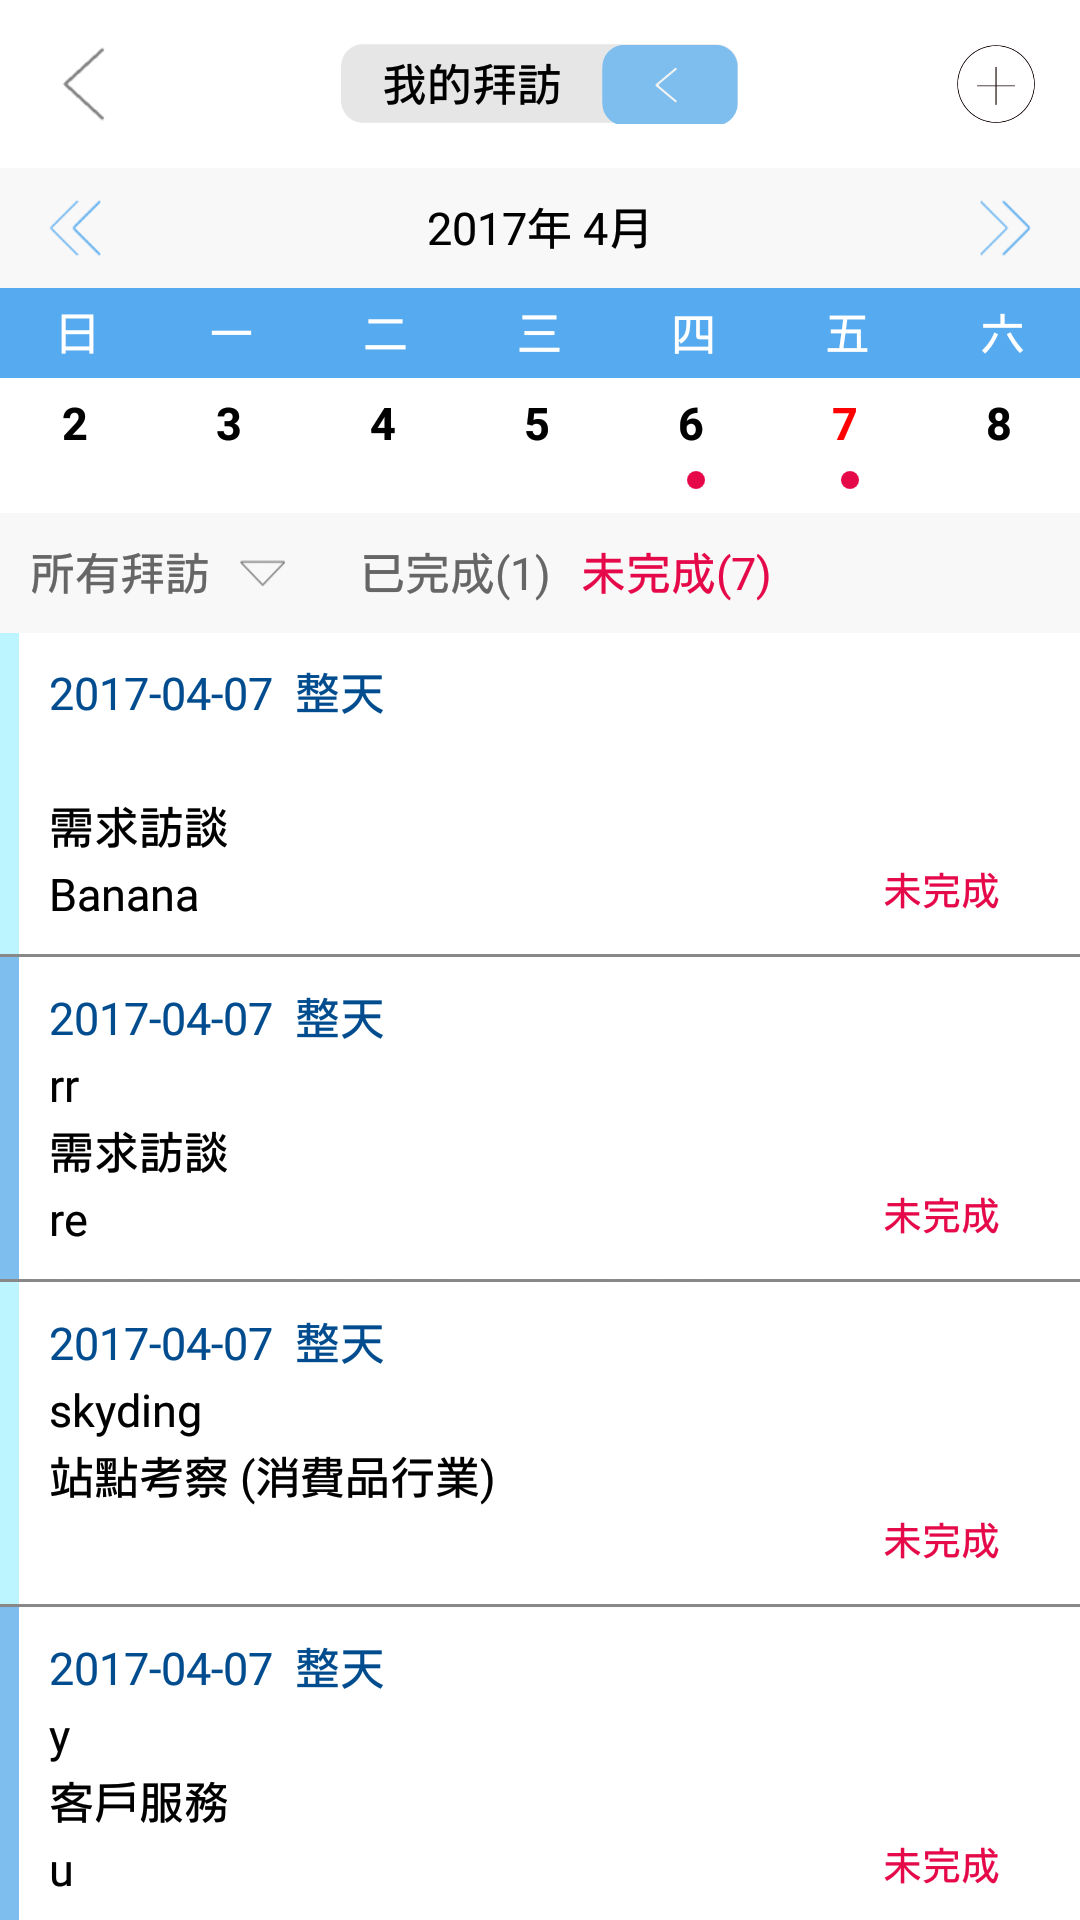 我的拜訪
2017年 4月
日 一 二 三 四 五 六
2 3 4 5 6 7 8
所有拜訪 已完成(1) 未完成(7)
2017-04-07 整天
需求訪談
Banana 未完成
2017-04-07 整天
rr
需求訪談
re 未完成
2017-04-07 整天
skyding
站點考察 (消費品行業)
未完成
2017-04-07 整天
y
客戶服務
u 未完成